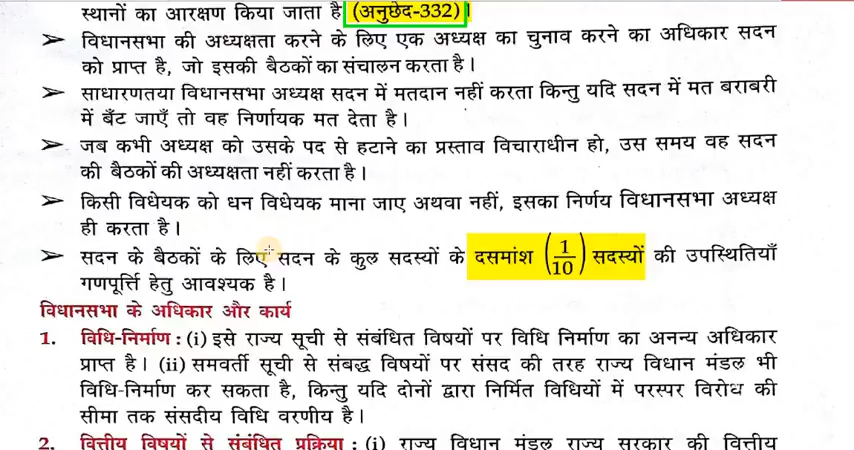 स्थानों का आरक्षण किया जाता है (अनुछेद-332)।
➢ विधानसभा की अध्यक्षता करने के लिए एक अध्यक्ष का चुनाव करने का अधिकार सदन
को प्राप्त है, जो इसकी बैठकों का संचालन करता है।
➢ साधारणतया विधानसभा अध्यक्ष सदन में मतदान नहीं करता किन्तु यदि सदन में मत बराबरी
में बँट जाएँ तो वह निर्णायक मत देता है।
➢ जब कभी अध्यक्ष को उसके पद से हटाने का प्रस्ताव विचाराधीन हो, उस समय वह सदन
की बैठकों की अध्यक्षता नहीं करता है।
➢ किसी विधेयक को धन विधेयक माना जाए अथवा नहीं, इसका निर्णय विधानसभा अध्यक्ष
ही करता है।
➢ सदन के बैठकों के लिए सदन के कुल सदस्यों के दसमांश (1/10) सदस्यों की उपस्थितियाँ
गणपूर्त्ति हेतु आवश्यक है।
विधानसभा के अधिकार और कार्य
1. विधि-निर्माण : (i) इसे राज्य सूची से संबंधित विषयों पर विधि निर्माण का अनन्य अधिकार
प्राप्त है। (ii) समवर्ती सूची से संबद्ध विषयों पर संसद की तरह राज्य विधान मंडल भी
विधि-निर्माण कर सकता है, किन्तु यदि दोनों द्वारा निर्मित विधियों में परस्पर विरोध की
सीमा तक संसदीय विधि वरणीय है।
2. वित्तीय विषयों से संबंधित प्रक्रिया : (i) राज्य विधान मंडल राज्य सरकार की वित्तीय